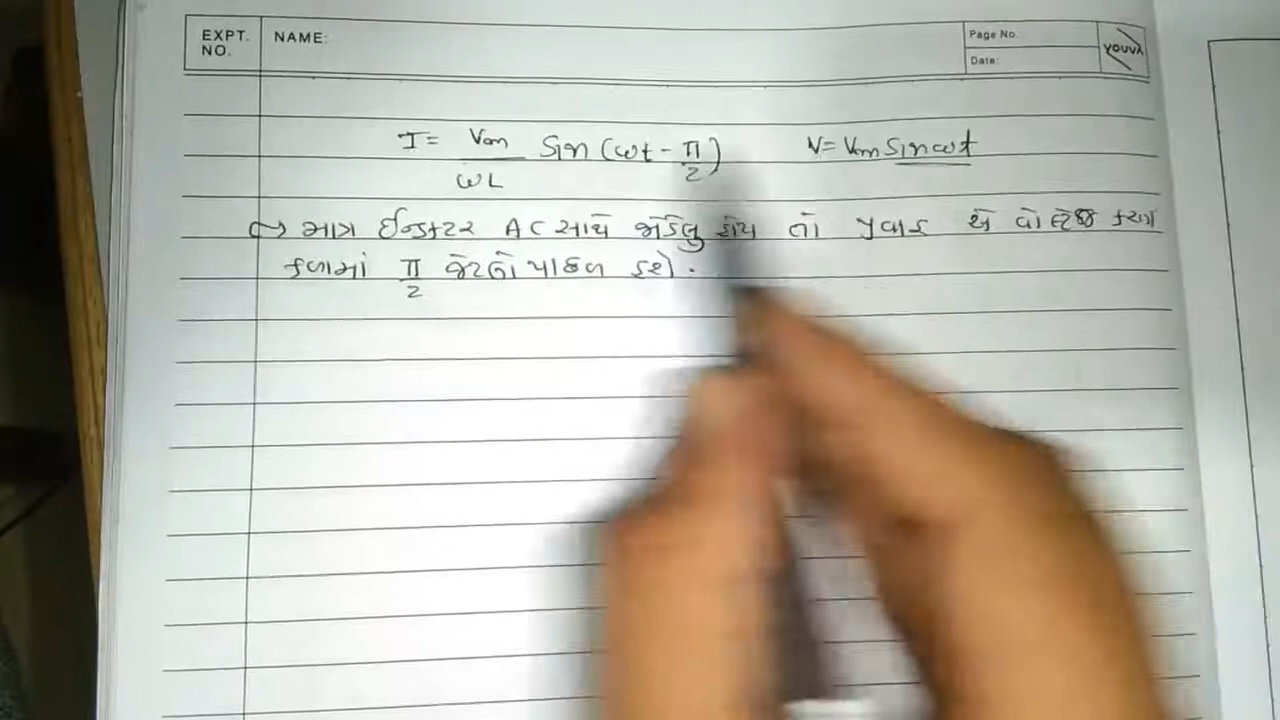 EXPT. NO. NAME: Page No. Date: YOUVA
I = Vm/ωL Sin(ωt - π/2) V = Vm Sin ωt
→ માત્ર ઈન્ડક્ટર AC સાથે જોડેલુ હોય તો પ્રવાહ એ વોલ્ટેજ કરતા
કળામાં π/2 જેટલો પાછળ હશે.